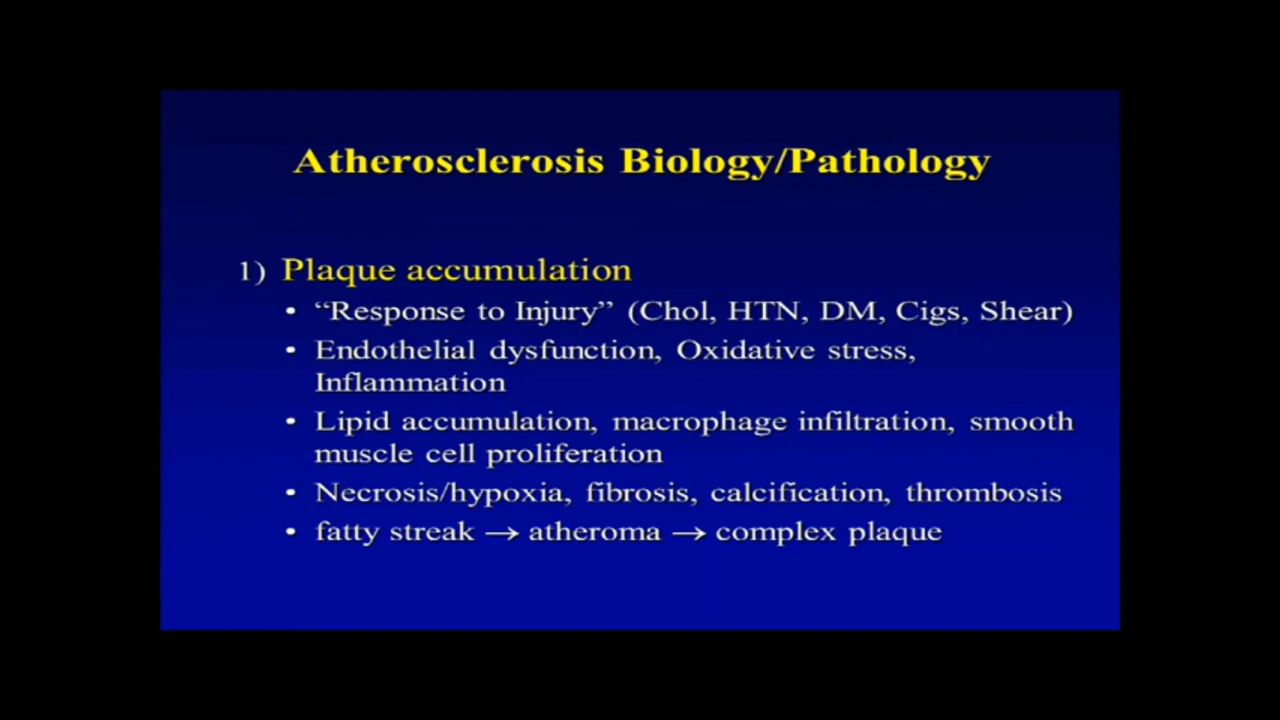 Atherosclerosis Biology/Pathology
1) Plaque accumulation
• “Response to Injury” (Chol, HTN, DM, Cigs, Shear)
• Endothelial dysfunction, Oxidative stress,
Inflammation
• Lipid accumulation, macrophage infiltration, smooth
muscle cell proliferation
• Necrosis/hypoxia, fibrosis, calcification, thrombosis
• fatty streak → atheroma → complex plaque